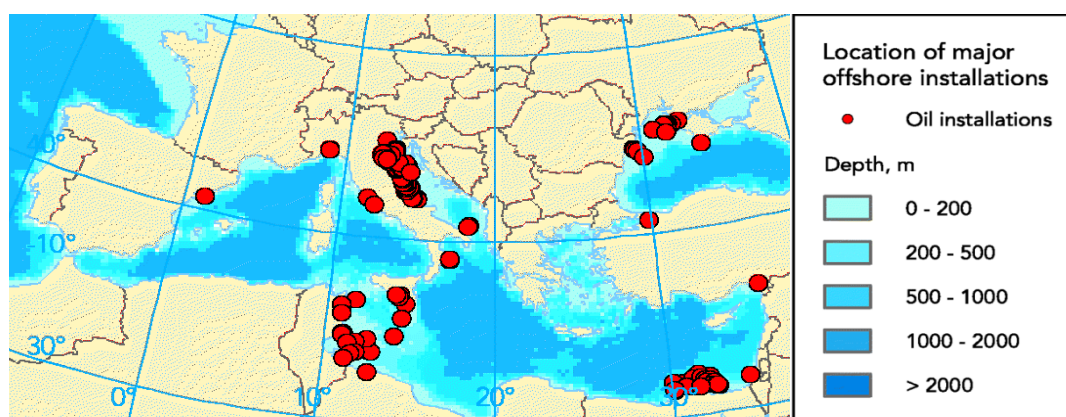 Location of major
offshore installations
Oil installations
Depth, m
0 - 200
200 - 500
500 - 1000
1000 - 2000
> 2000
40°
-10°
30°
0°
10°
20°
30°